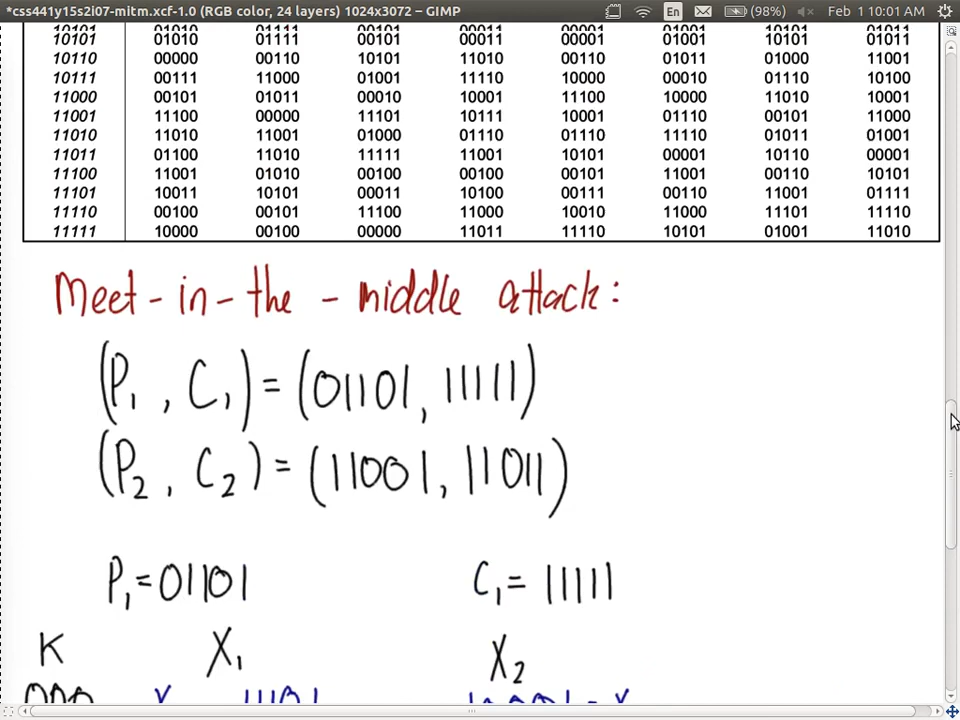 *css441y15s2i07-mitm.xcf-1.0 (RGB color, 24 layers) 1024x3072 – GIMP En (98%) Feb 1 10:01 AM
10101 01010 01111 00101 00011 00001 01001 10101 01011
10110 00000 00110 10101 11010 00110 01011 01000 11001
10111 00111 11000 01001 11110 10000 00010 01110 10100
11000 00101 01011 00010 10001 11100 10000 11010 10001
11001 11100 00000 11101 10111 10001 01110 00101 11000
11010 11010 11001 01000 01110 01110 11110 01011 01001
11011 01100 11010 11111 11001 10101 00001 10110 00001
11100 11001 01010 00100 00100 00101 11001 00110 10101
11101 10011 10101 00011 10100 00111 00110 11001 01111
11110 00100 00101 11100 11000 10010 11000 11101 11110
11111 10000 00100 00000 11011 11110 10101 01001 11010
Meet-in-the-middle attack:
(P₁, C₁) = (01101, 11111)
(P₂, C₂) = (11001, 11011)
P₁=01101 C₁= 11111
K X₁ X₂